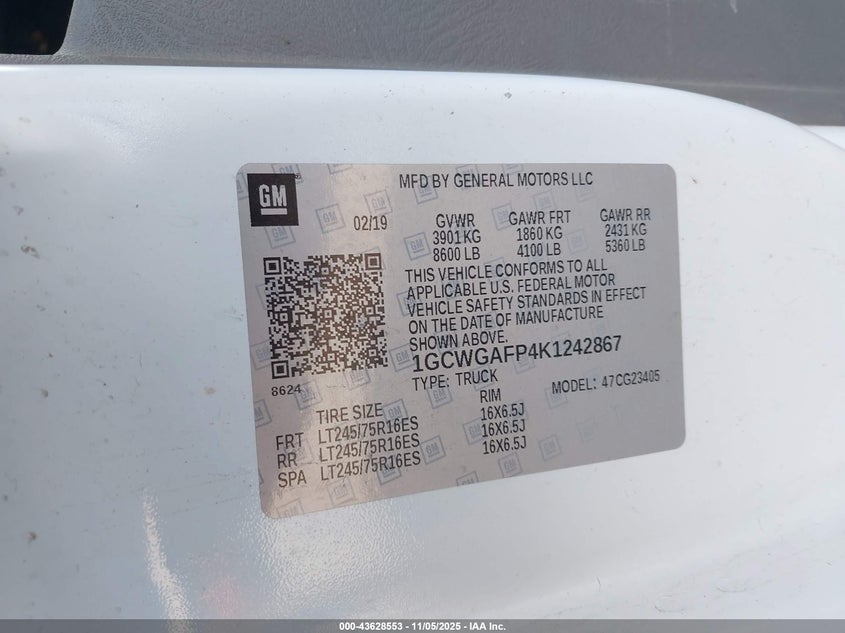 GM
MFD BY GENERAL MOTORS LLC
02/19
GVWR GAWR FRT GAWR RR
3901 KG 1860 KG 2431 KG
8600 LB 4100 LB 5360 LB
THIS VEHICLE CONFORMS TO ALL
APPLICABLE U.S. FEDERAL MOTOR
VEHICLE SAFETY STANDARDS IN EFFECT
ON THE DATE OF MANUFACTURE
SHOWN ABOVE.
1GCWGAFP4K1242867
8624
TYPE: TRUCK MODEL: 47CG23405
TIRE SIZE RIM
FRT LT245/75R16ES 16X6.5J
RR LT245/75R16ES 16X6.5J
SPA LT245/75R16ES 16X6.5J
000-43628553 - 11/05/2025 - IAA Inc.